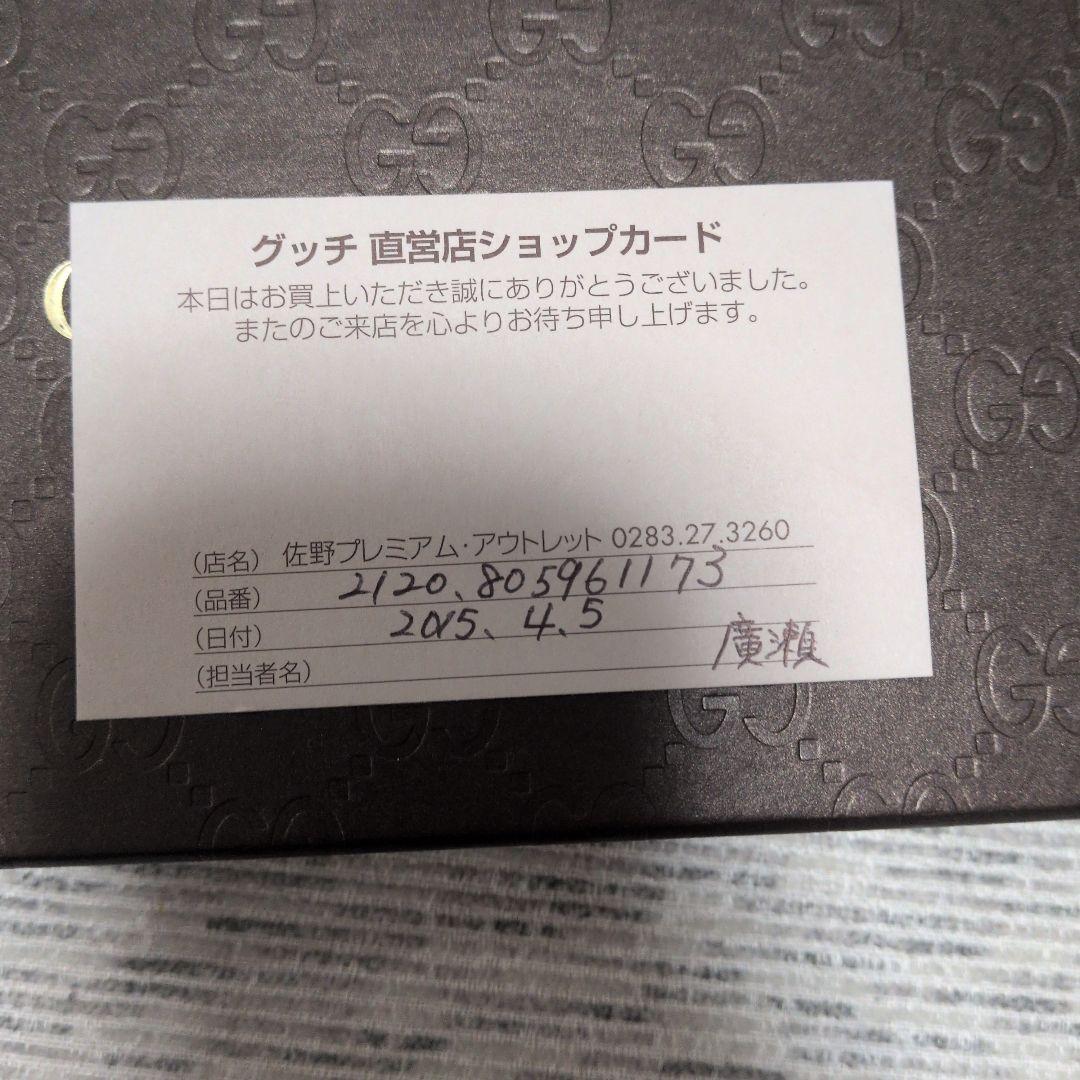 グッチ 直営店ショップカード
本日はお買上いただき誠にありがとうございました。
またのご来店を心よりお待ち申し上げます。
(店名) 佐野プレミアム・アウトレット 0283.27.3260
(品番) 2120、8059611173
(日付) 2015、4、5
(担当者名) 廣瀬